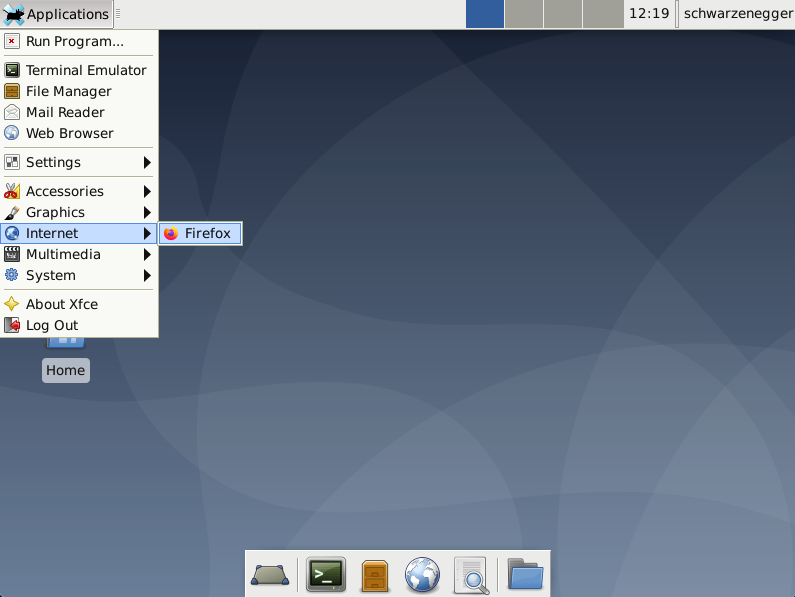 Applications
12:19
schwarzenegger
Run Program...
Terminal Emulator
File Manager
Mail Reader
Web Browser
Settings
Accessories
Graphics
Internet
Firefox
Multimedia
System
About Xfce
Log Out
Home